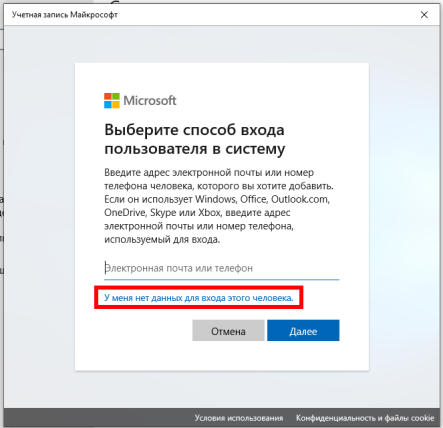 Учетная запись Майкрософт
Microsoft
Выберите способ входа
пользователя в систему
Введите адрес электронной почты или номер
телефона человека, которого вы хотите добавить.
Если он использует Windows, Office, Outlook.com,
OneDrive, Skype или Xbox, введите адрес
электронной почты или номер телефона,
используемый для входа.
Электронная почта или телефон
У меня нет данных для входа этого человека.
Отмена Далее
Условия использования Конфиденциальность и файлы cookie